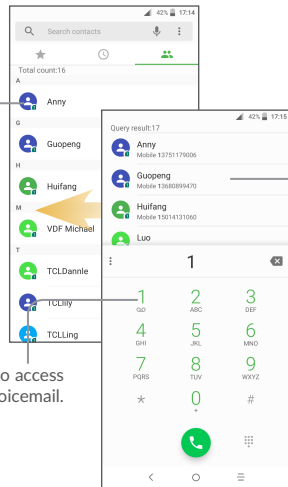 42% 17:14
Search contacts
Total count:16
A
Anny
G
Guopeng
H
Huifang
M
VDF Michael
T
TCLDannle
TCLlily
TCLLing
o access
oicemail.
42% 17:15
Query result:17
Anny
Mobile 13751179006
Guopeng
Mobile 13680899470
Huifang
Mobile 15014131060
Luo
1
1 2 3
ABC DEF
4 5 6
GHI JKL MNO
7 8 9
PQRS TUV WXYZ
* 0 #
+